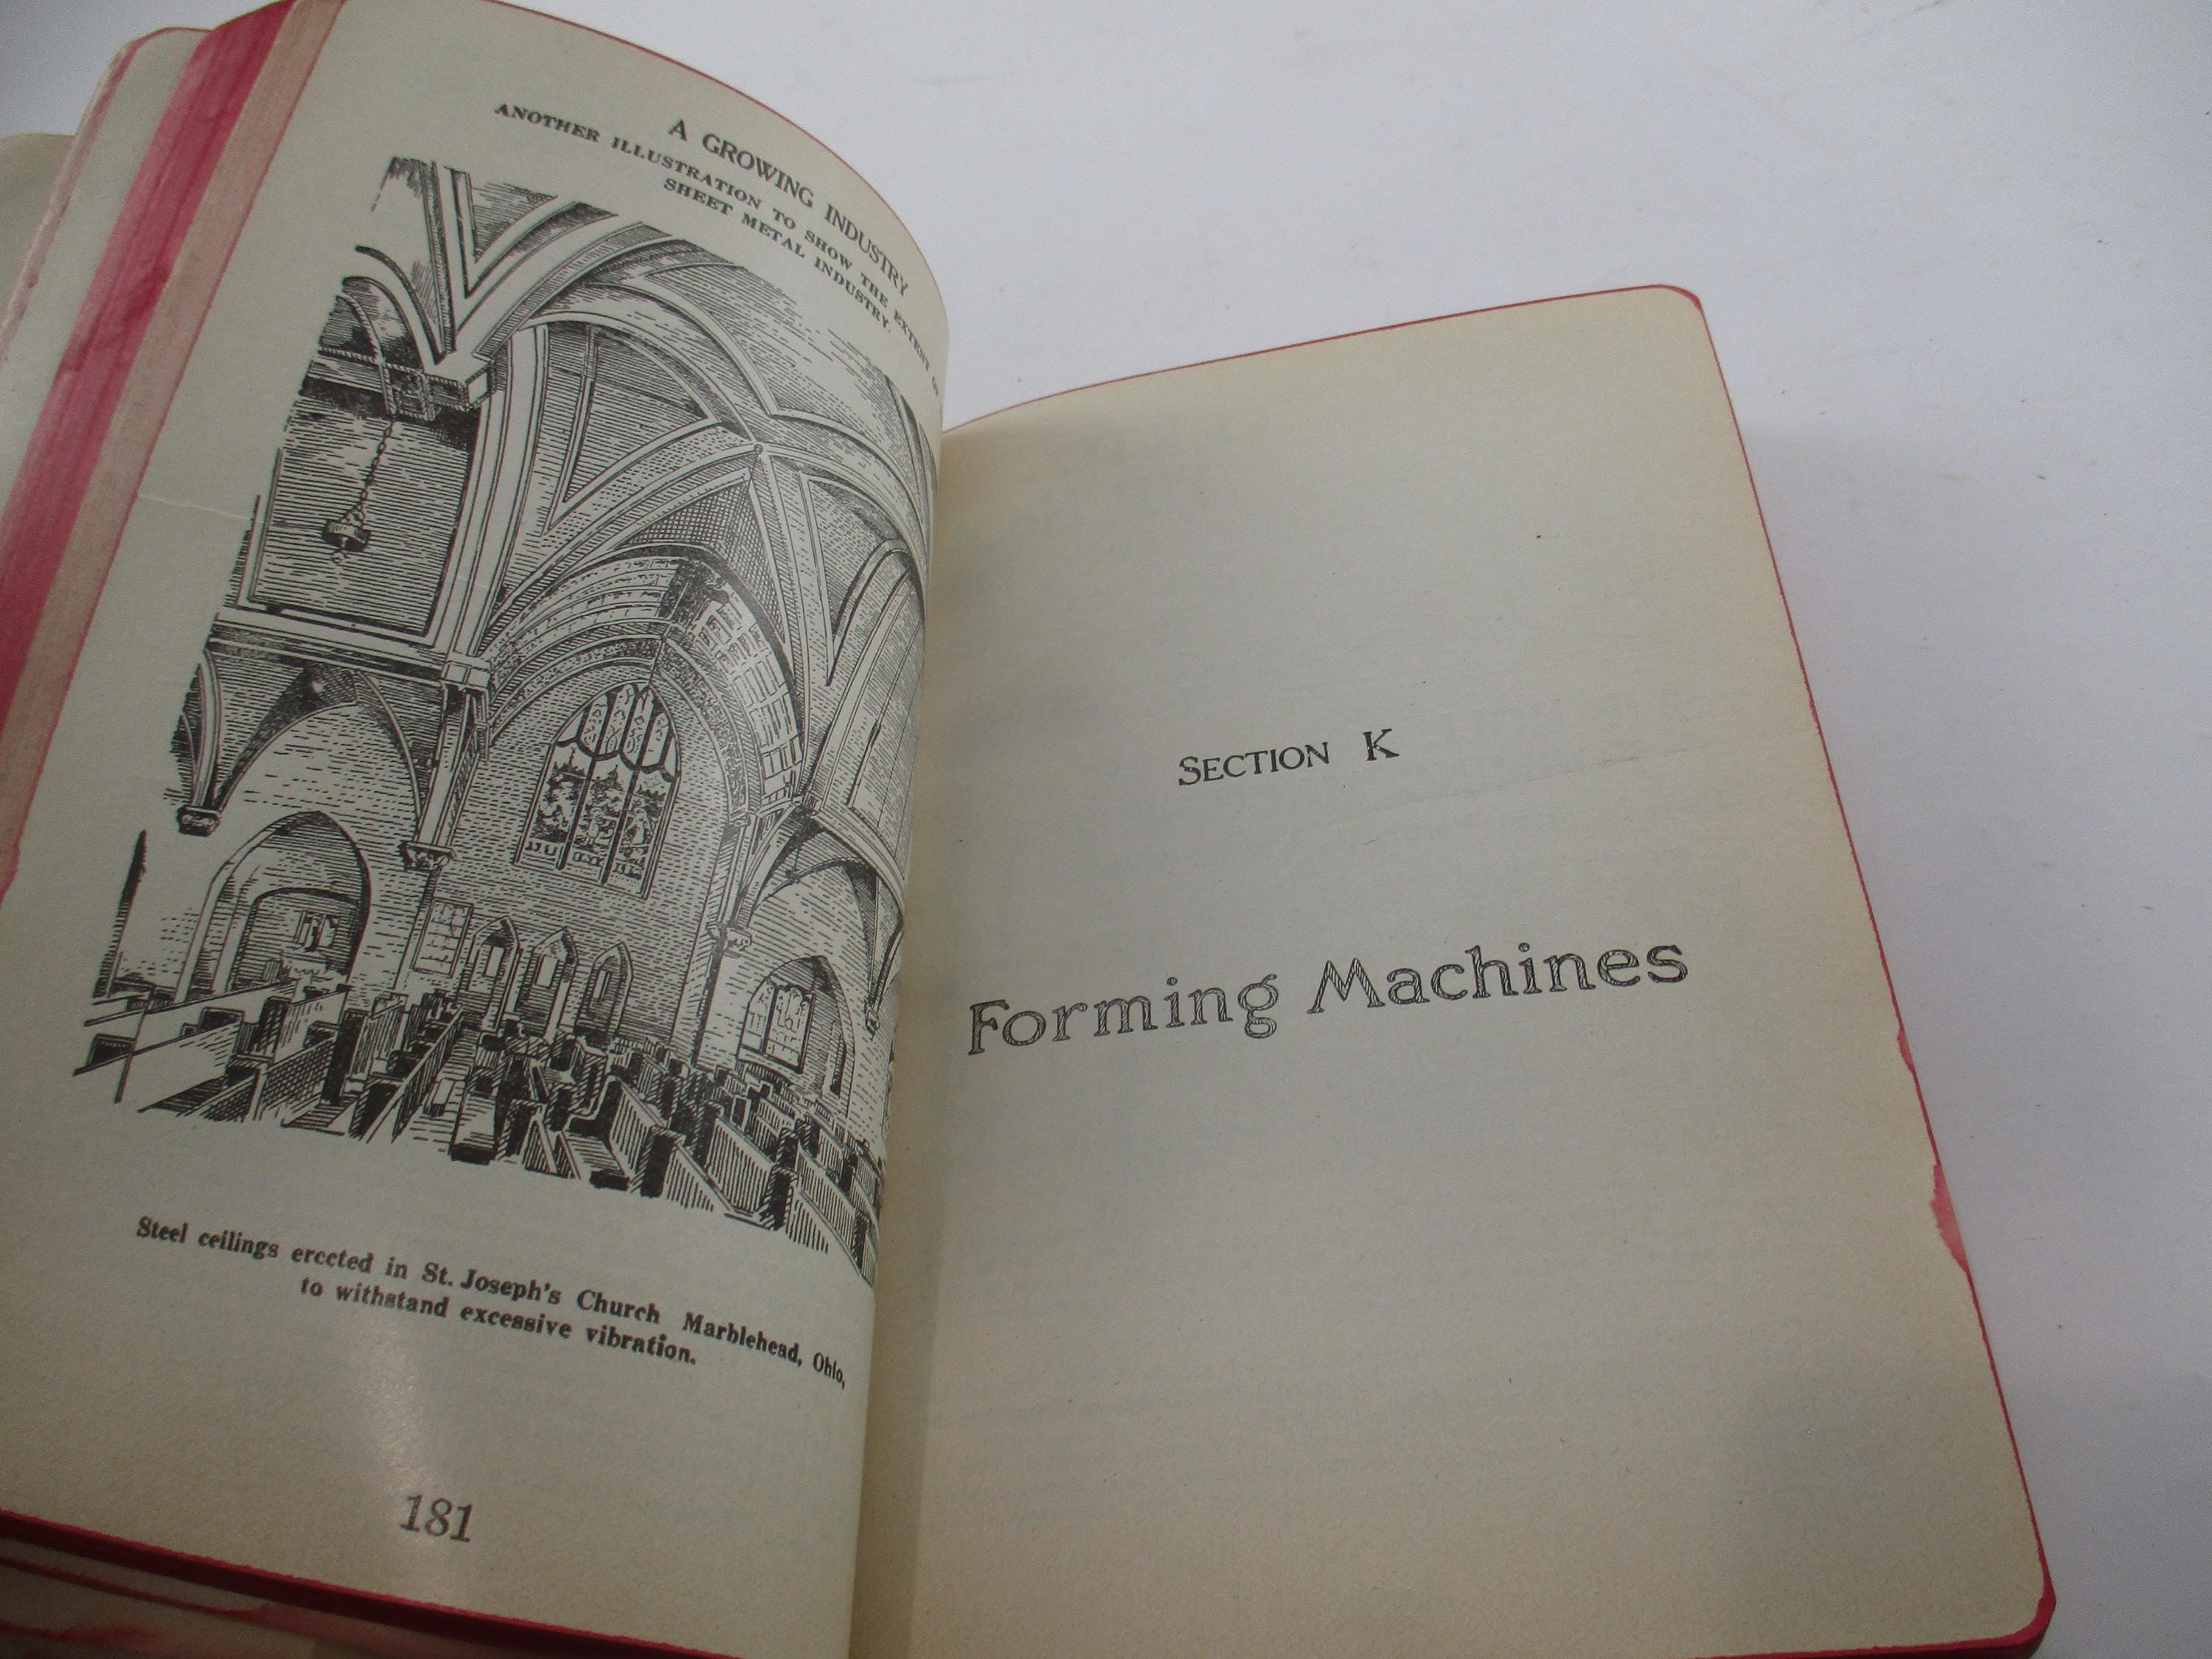 A GROWING INDUSTRY
ANOTHER ILLUSTRATION TO SHOW THE EXTENT OF
SHEET METAL INDUSTRY.
Steel ceilings erected in St. Joseph's Church Marblehead, Ohio,
to withstand excessive vibration.
181
SECTION K
Forming Machines